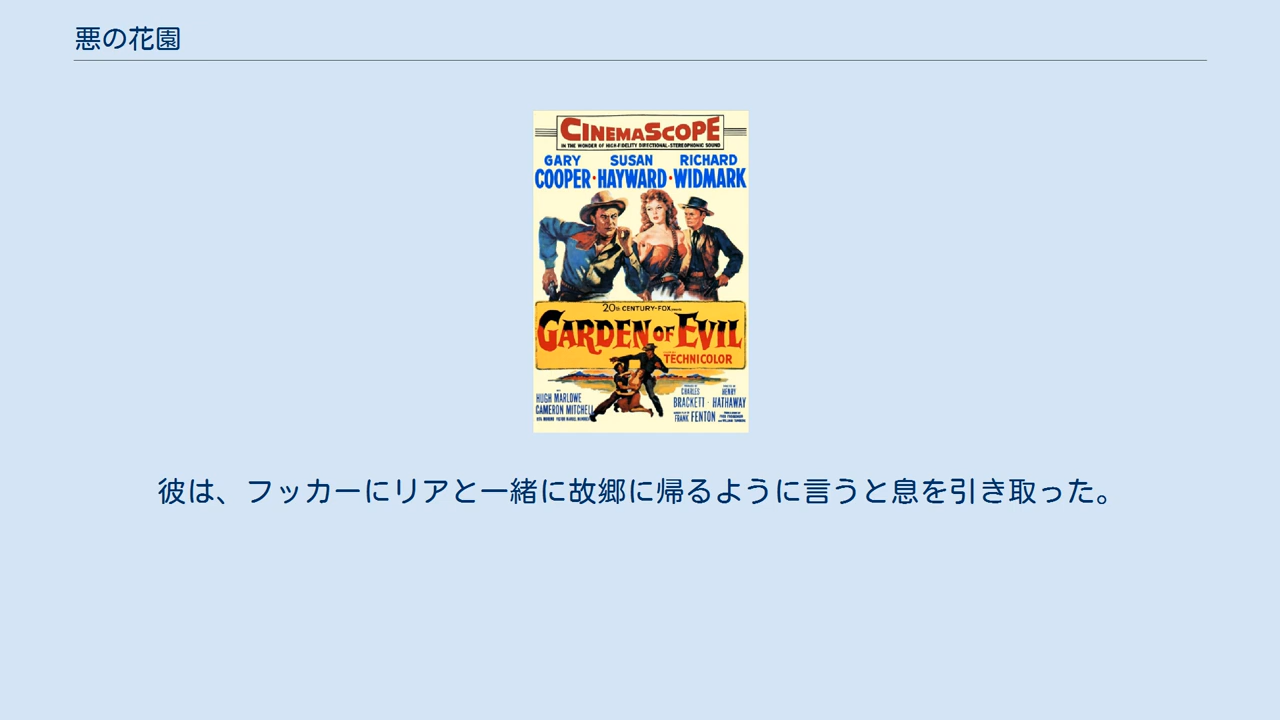 悪の花園
CINEMASCOPE
IN THE WONDER OF HIGH-FIDELITY DIRECTIONAL-STEREOPHONIC SOUND
GARY SUSAN RICHARD
COOPER · HAYWARD · WIDMARK
20th CENTURY-FOX
GARDEN OF EVIL
TECHNICOLOR
HUGH MARLOWE
CAMERON MITCHELL
CHARLES BRACKETT
HENRY HATHAWAY
FRANK FENTON
彼は、フッカーにリアと一緒に故郷に帰るように言うと息を引き取った。